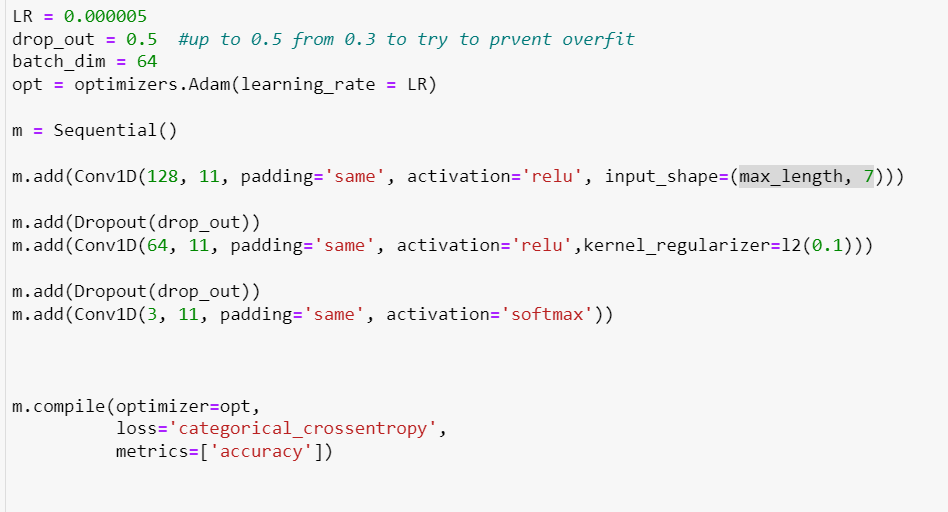 LR = 0.000005
drop_out = 0.5  #up to 0.5 from 0.3 to try to prvent overfit
batch_dim = 64
opt = optimizers.Adam(learning_rate = LR)
m = Sequential()
m.add(Conv1D(128, 11, padding='same', activation='relu', input_shape=(max_length, 7)))
m.add(Dropout(drop_out))
m.add(Conv1D(64, 11, padding='same', activation='relu',kernel_regularizer=l2(0.1)))
m.add(Dropout(drop_out))
m.add(Conv1D(3, 11, padding='same', activation='softmax'))
m.compile(optimizer=opt,
          loss='categorical_crossentropy',
          metrics=['accuracy'])